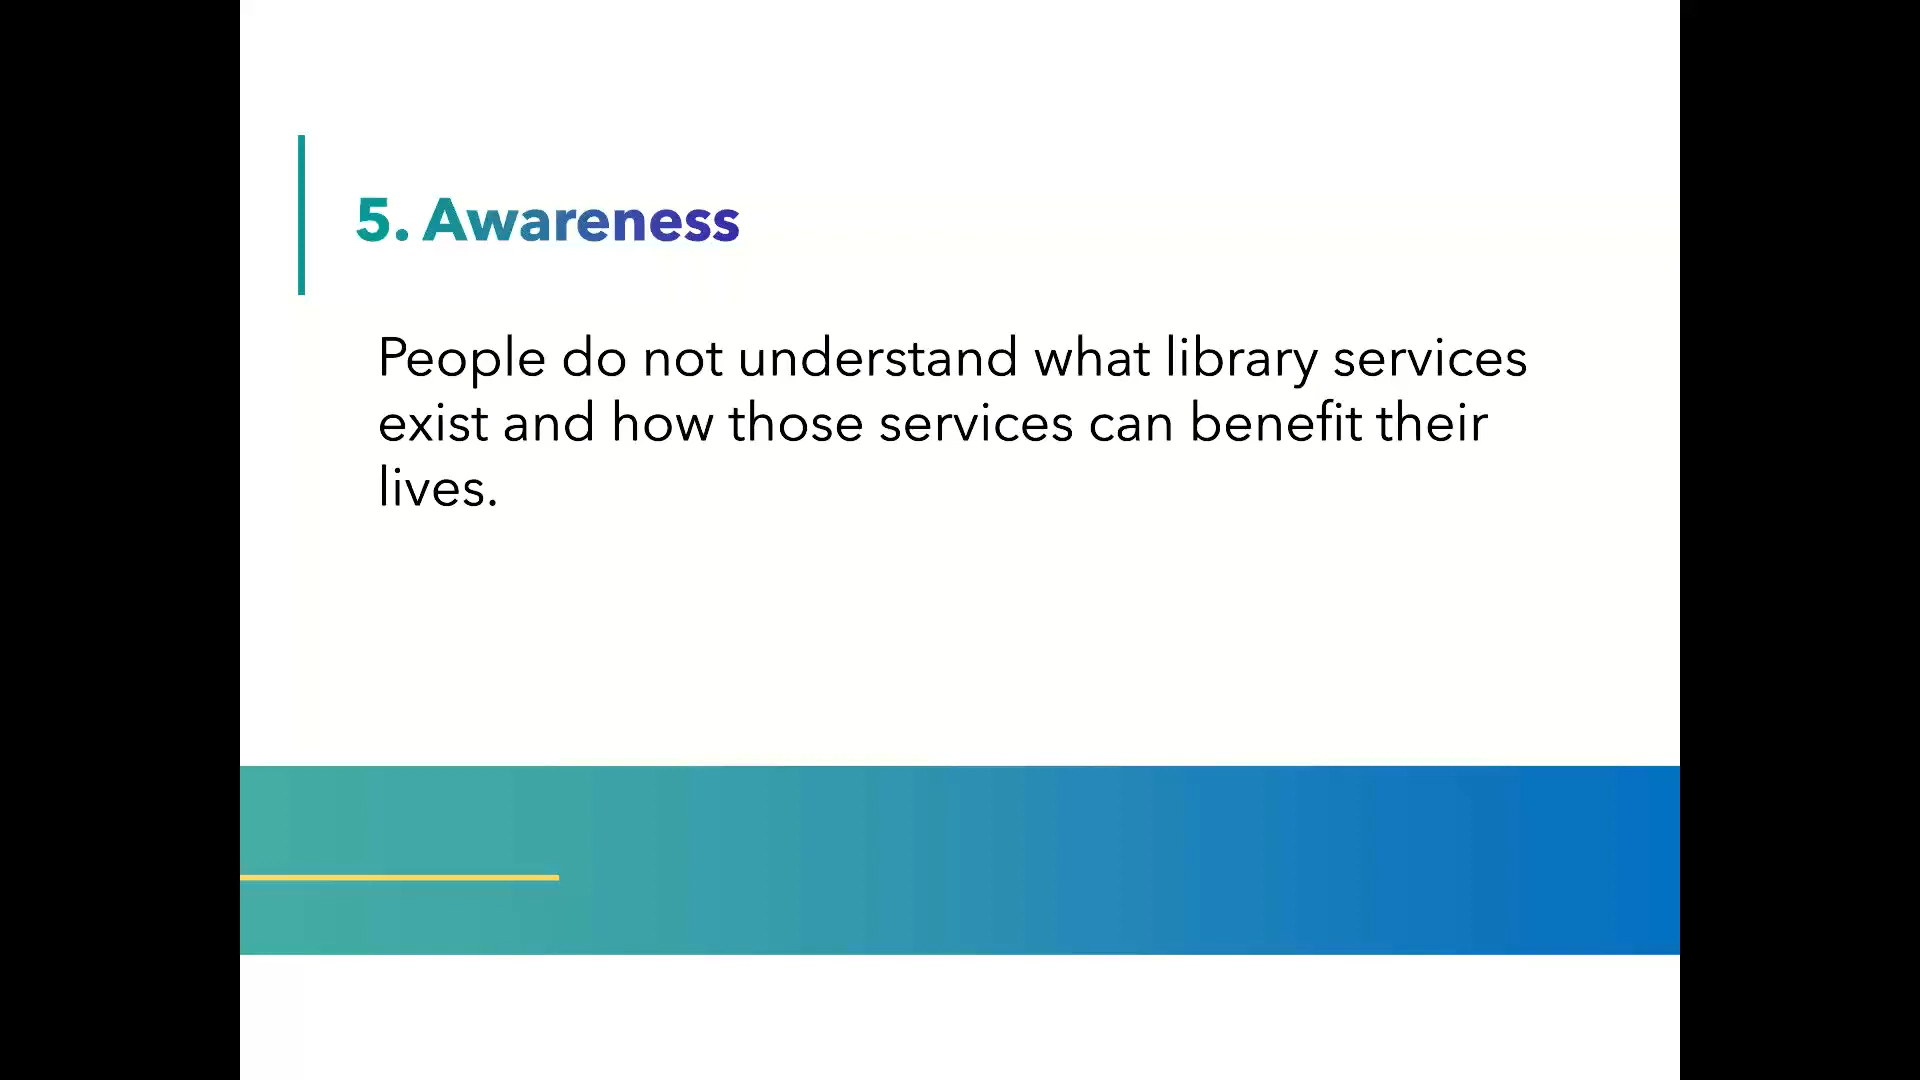 5. Awareness
People do not understand what library services
exist and how those services can benefit their
lives.